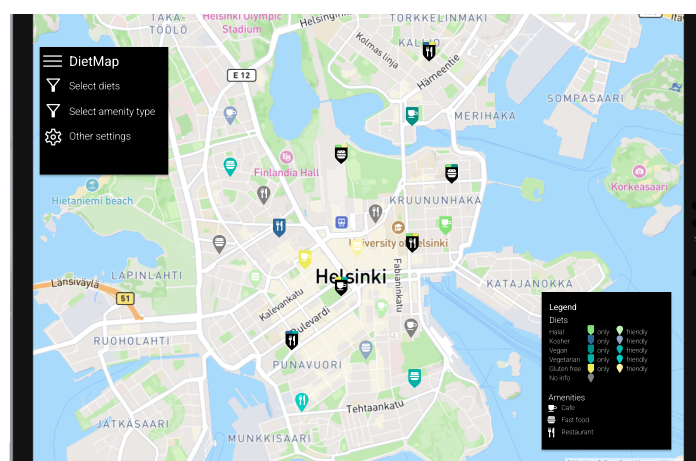 TAKA-
TÖÖLÖ
Helsinki Olympic
Stadium
Helsinginkatu
TORKKELINMÄKI
KALLIO
Kolmas linja
Hämeentie
E 12
SOMPASAARI
MERIHAKA
DietMap
Select diets
Select amenity type
Other settings
Finlandia Hall
Korkeasaari
Hietaniemi beach
KRUUNUNHAKA
University of Helsinki
Helsinki
Fabianinkatu
LAPINLAHTI
Länsiväylä
51
KATAJANOKKA
Kalevankatu
Bulevardi
RUOHOLAHTI
PUNAVUORI
Tehtaankatu
JÄTKÄSAARI
MUNKKISAARI
Legend
Diets
Halal only friendly
Kosher only friendly
Vegan only friendly
Vegetarian only friendly
Gluten free only friendly
No info
Amenities
Cafe
Fast food
Restaurant